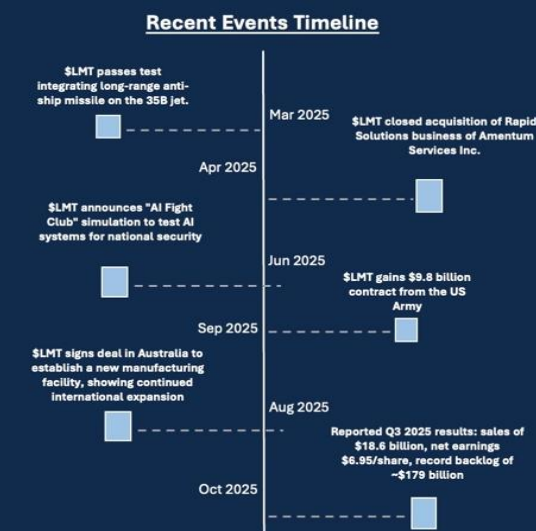 Recent Events Timeline
$LMT passes test
integrating long-range anti-
ship missile on the 35B jet.
Mar 2025
$LMT closed acquisition of Rapid
Solutions business of Amentum
Services Inc.
Apr 2025
$LMT announces "AI Fight
Club" simulation to test AI
systems for national security
Jun 2025
$LMT gains $9.8 billion
contract from the US
Army
Sep 2025
$LMT signs deal in Australia to
establish a new manufacturing
facility, showing continued
international expansion
Aug 2025
Reported Q3 2025 results: sales of
$18.6 billion, net earnings
$6.95/share, record backlog of
~$179 billion
Oct 2025